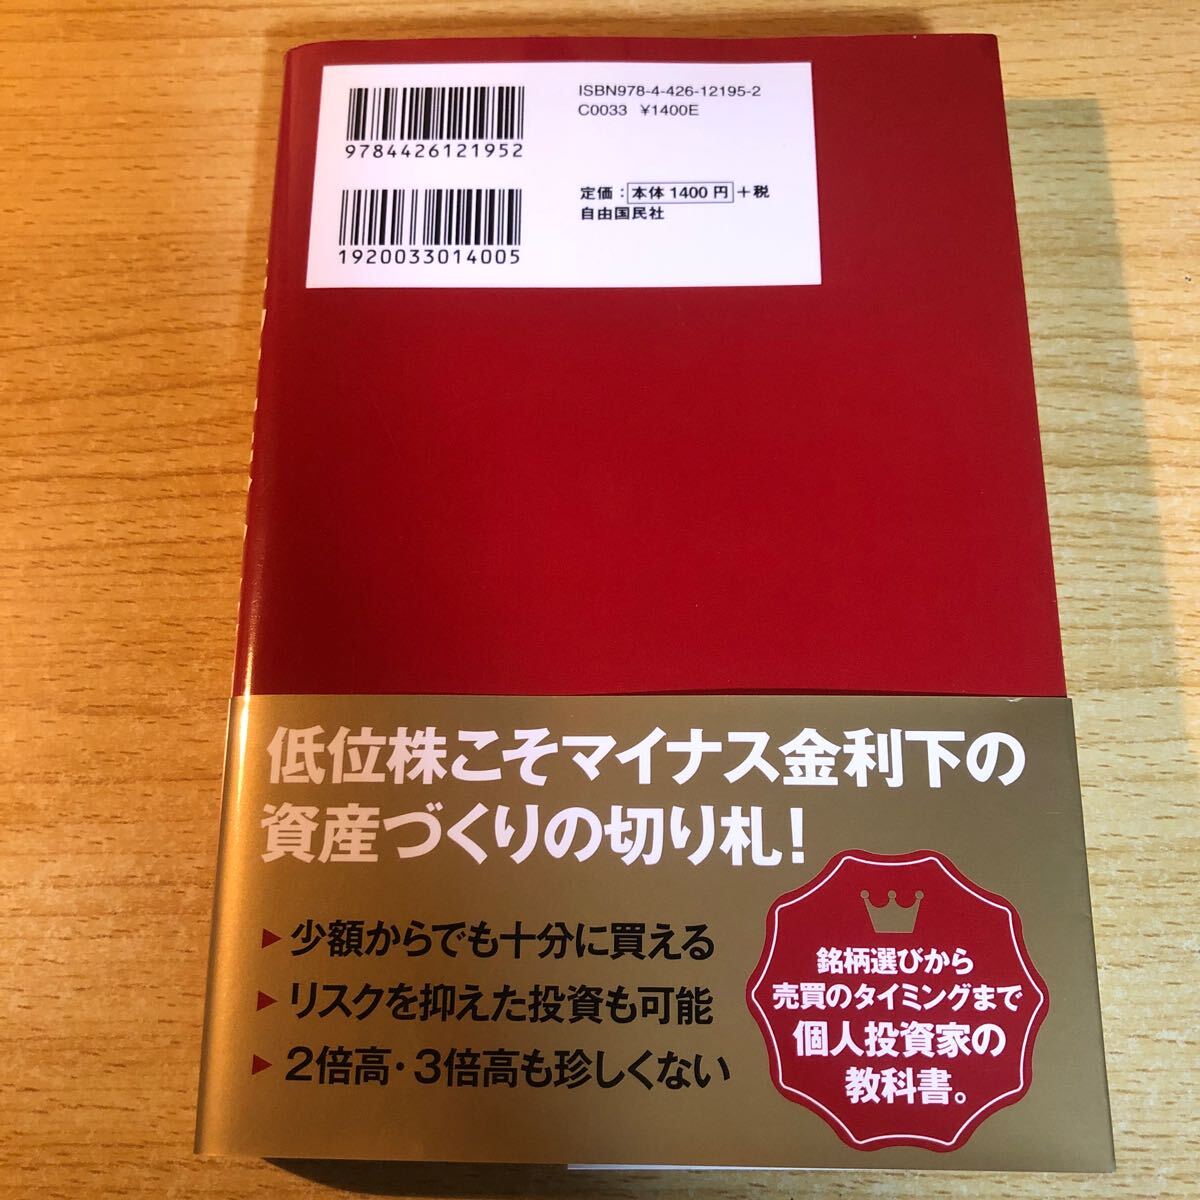 ISBN978-4-426-12195-2
C0033 ¥1400E
9784426121952
定価：本体1400円＋税
自由国民社
1920033014005
低位株こそマイナス金利下の
資産づくりの切り札！
▶少額からでも十分に買える
▶リスクを抑えた投資も可能
▶2倍高・3倍高も珍しくない
銘柄選びから
売買のタイミングまで
個人投資家の
教科書。